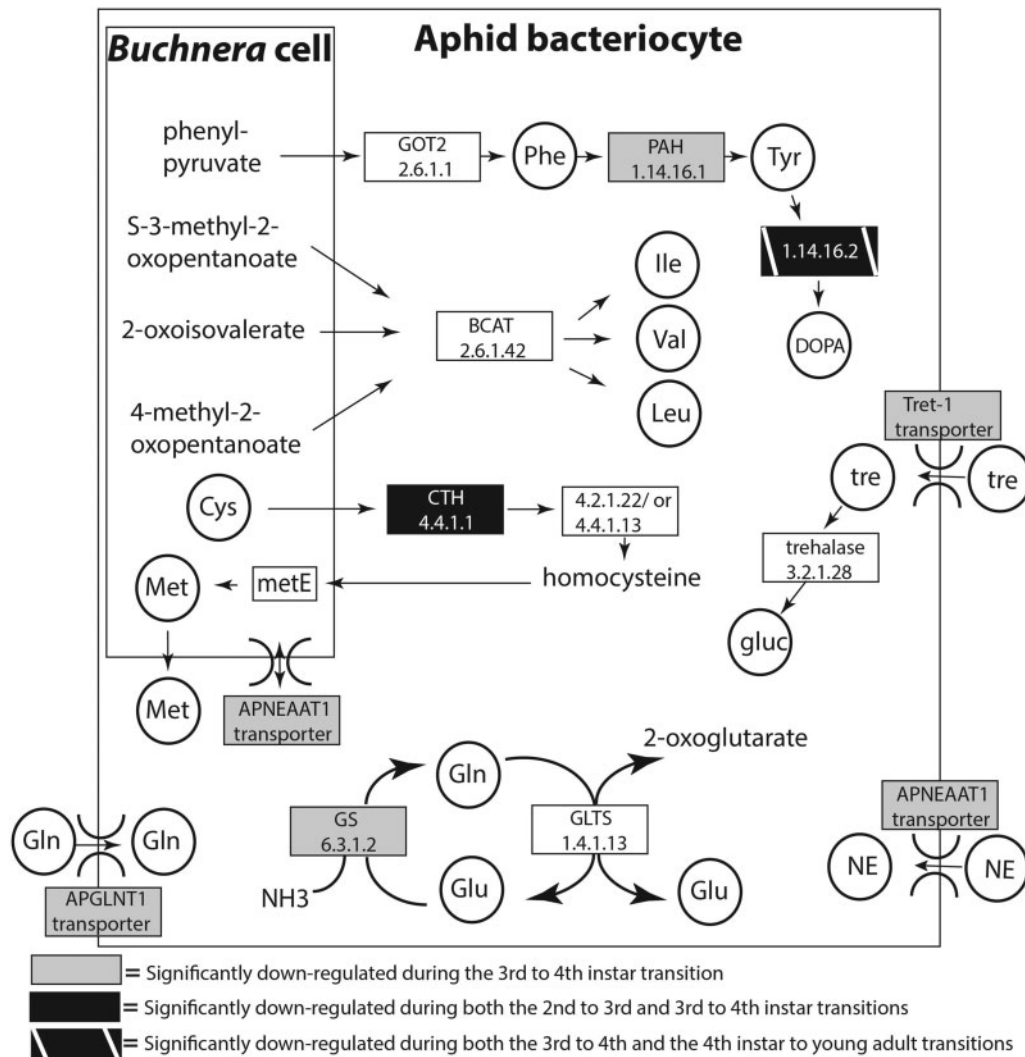 Buchnera cell
Aphid bacteriocyte
phenyl-
pyruvate
GOT2
2.6.1.1
Phe
PAH
1.14.16.1
Tyr
1.14.16.2
DOPA
S-3-methyl-2-
oxopentanoate
2-oxoisovalerate
4-methyl-2-
oxopentanoate
BCAT
2.6.1.42
Ile
Val
Leu
Tret-1
transporter
tre
tre
trehalase
3.2.1.28
gluc
Cys
CTH
4.4.1.1
4.2.1.22/ or
4.4.1.13
homocysteine
metE
Met
Met
APNEAAT1
transporter
Gln
Gln
APGLNT1
transporter
GS
6.3.1.2
NH3
Gln
Glu
GLTS
1.4.1.13
2-oxoglutarate
Glu
APNEAAT1
transporter
NE
NE
= Significantly down-regulated during the 3rd to 4th instar transition
= Significantly down-regulated during both the 2nd to 3rd and 3rd to 4th instar transitions
= Significantly down-regulated during both the 3rd to 4th and the 4th instar to young adult transitions